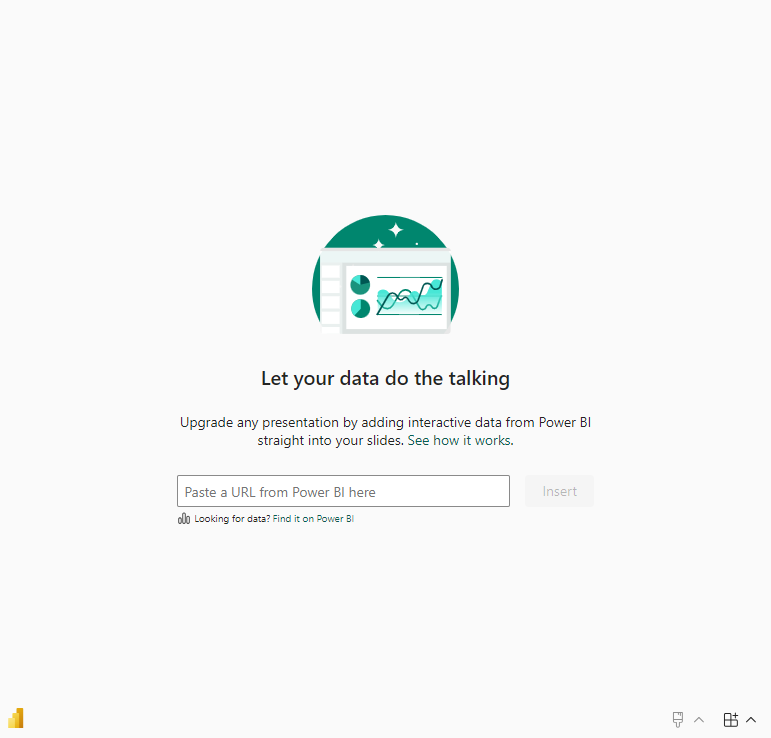 Let your data do the talking
Upgrade any presentation by adding interactive data from Power BI
straight into your slides. See how it works.
Paste a URL from Power BI here
Insert
Looking for data? Find it on Power BI